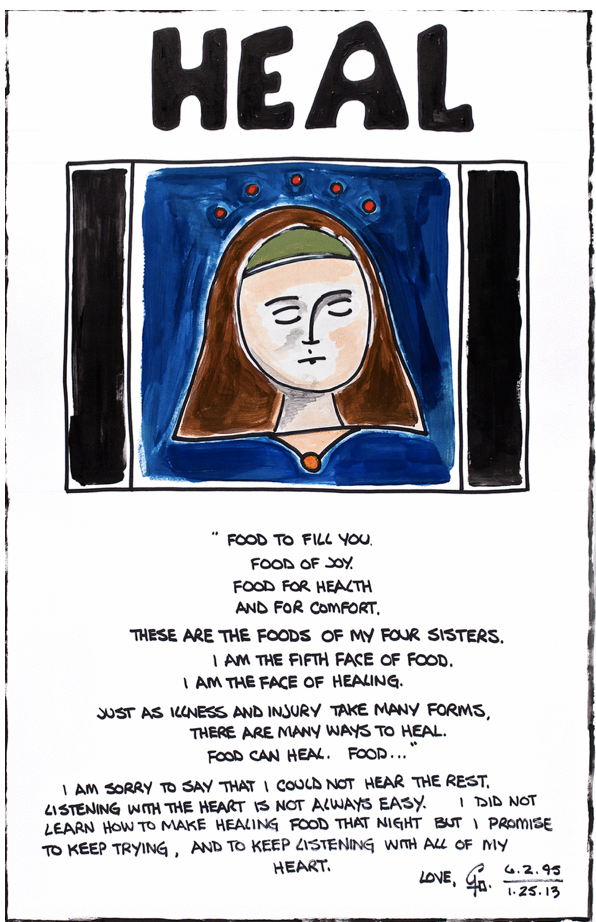 HEAL
" FOOD TO FILL YOU.
FOOD OF JOY.
FOOD FOR HEALTH
AND FOR COMFORT.
THESE ARE THE FOODS OF MY FOUR SISTERS.
I AM THE FIFTH FACE OF FOOD.
I AM THE FACE OF HEALING.
JUST AS ILLNESS AND INJURY TAKE MANY FORMS,
THERE ARE MANY WAYS TO HEAL.
FOOD CAN HEAL. FOOD..."
I AM SORRY TO SAY THAT I COULD NOT HEAR THE REST.
LISTENING WITH THE HEART IS NOT ALWAYS EASY. I DID NOT
LEARN HOW TO MAKE HEALING FOOD THAT NIGHT BUT I PROMISE
TO KEEP TRYING, AND TO KEEP LISTENING WITH ALL OF MY
HEART.
LOVE, 6.2.95
1.25.13